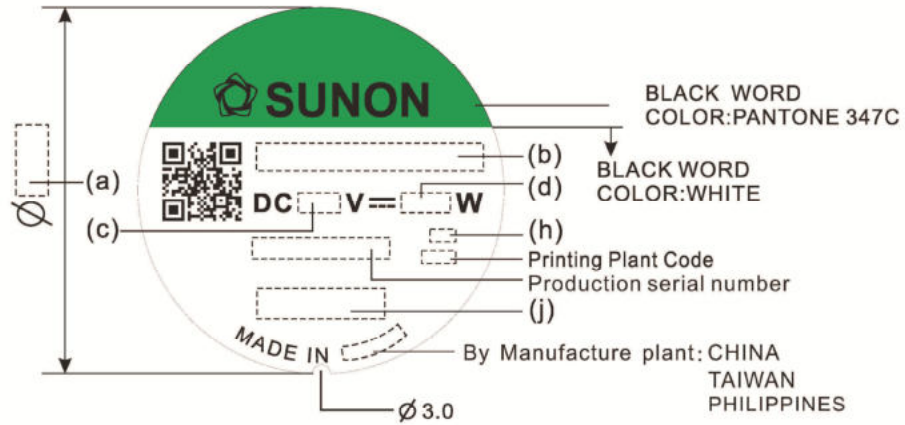 SUNON
BLACK WORD
COLOR:PANTONE 347C
BLACK WORD
COLOR:WHITE
(a)
Ø
(b)
DC V⎓ W
(d)
(c)
(h)
Printing Plant Code
Production serial number
(j)
MADE IN
By Manufacture plant: CHINA
TAIWAN
PHILIPPINES
Ø 3.0